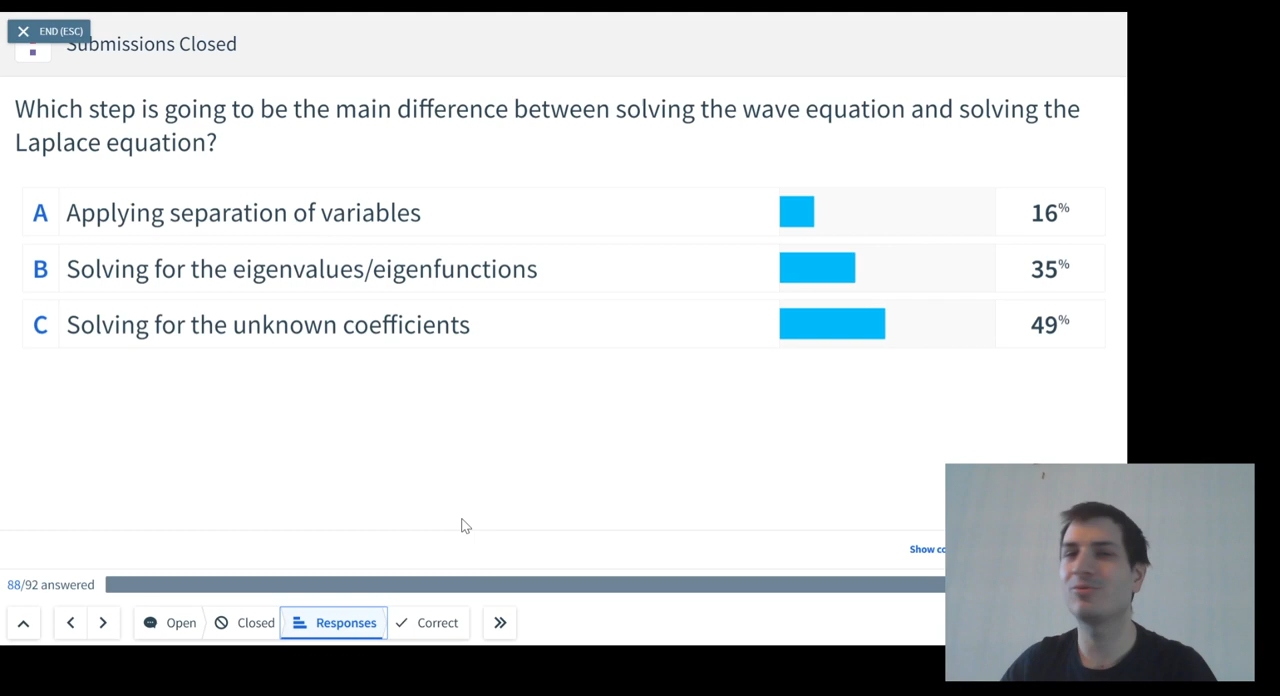 END (ESC)
Submissions Closed
Which step is going to be the main difference between solving the wave equation and solving the
Laplace equation?
A Applying separation of variables 16%
B Solving for the eigenvalues/eigenfunctions 35%
C Solving for the unknown coefficients 49%
Show
88/92 answered
Open Closed Responses Correct